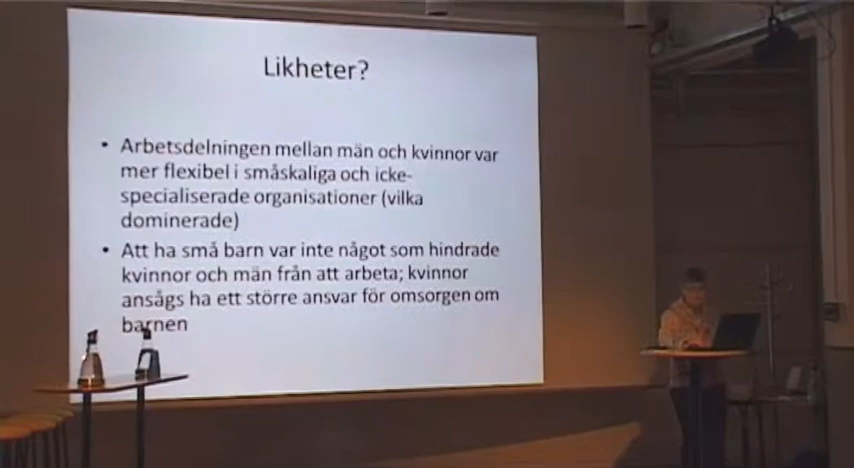 Likheter?
• Arbetsdelningen mellan män och kvinnor var
mer flexibel i småskaliga och icke-
specialiserade organisationer (vilka
dominerade)
• Att ha små barn var inte något som hindrade
kvinnor och män från att arbeta; kvinnor
ansågs ha ett större ansvar för omsorgen om
barnen